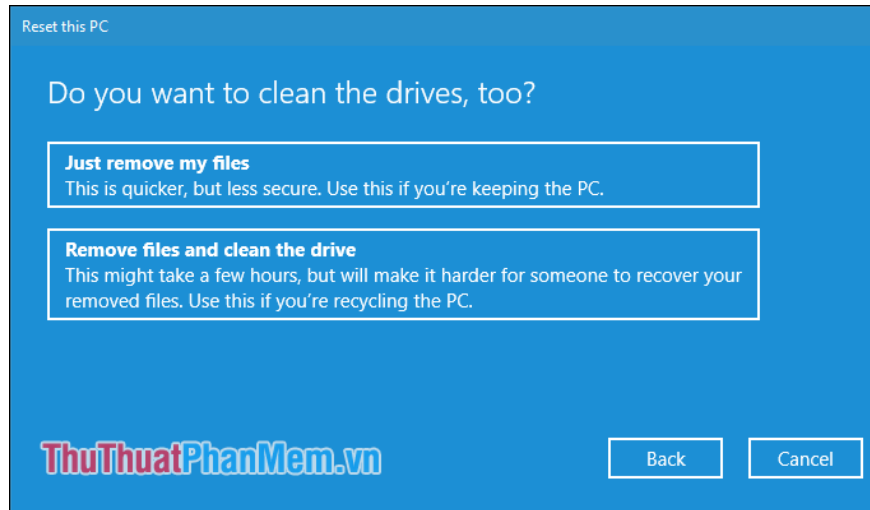 Reset this PC
Do you want to clean the drives, too?
Just remove my files
This is quicker, but less secure. Use this if you're keeping the PC.
Remove files and clean the drive
This might take a few hours, but will make it harder for someone to recover your
removed files. Use this if you're recycling the PC.
ThuThuatPhanMem.vn
Back
Cancel